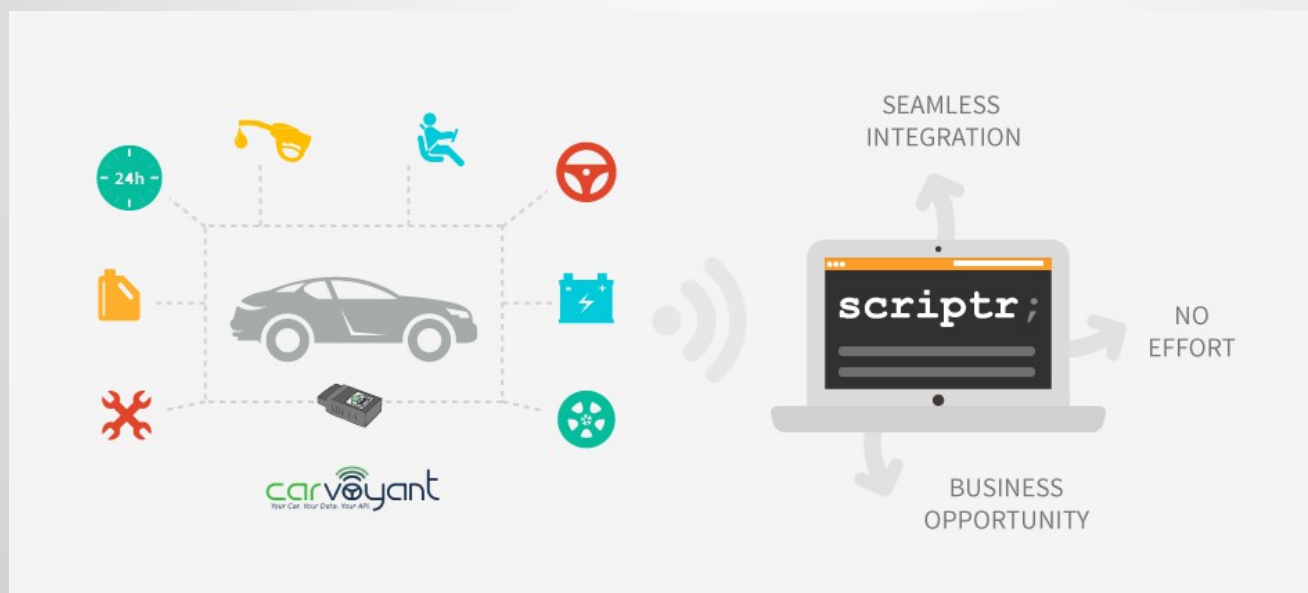 24h
carvoyant
Your Car. Your Data. Your API.
SEAMLESS
INTEGRATION
scriptr;
NO
EFFORT
BUSINESS
OPPORTUNITY